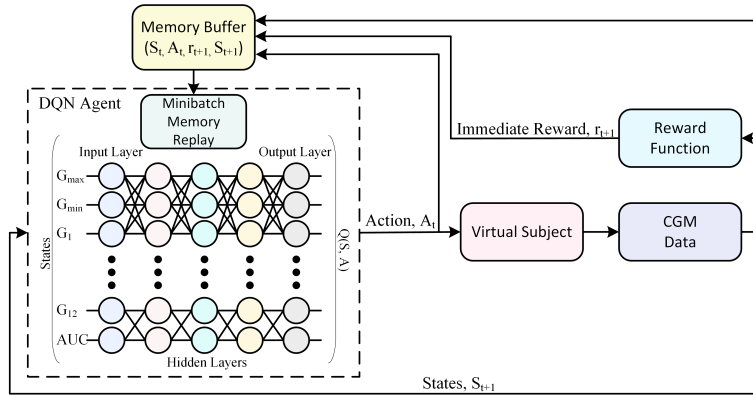 Memory Buffer
(Sₜ, Aₜ, rₜ₊₁, Sₜ₊₁)
DQN Agent
Minibatch
Memory
Replay
Input Layer
Output Layer
Gₘₐₓ
Gₘᵢₙ
G₁
G₁₂
AUC
States
Q(S, A)
Hidden Layers
Action, Aₜ
Immediate Reward, rₜ₊₁
Reward
Function
Virtual Subject
CGM
Data
States, Sₜ₊₁